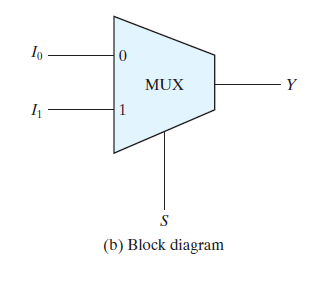 I₀
0
MUX
Y
I₁
1
S
(b) Block diagram